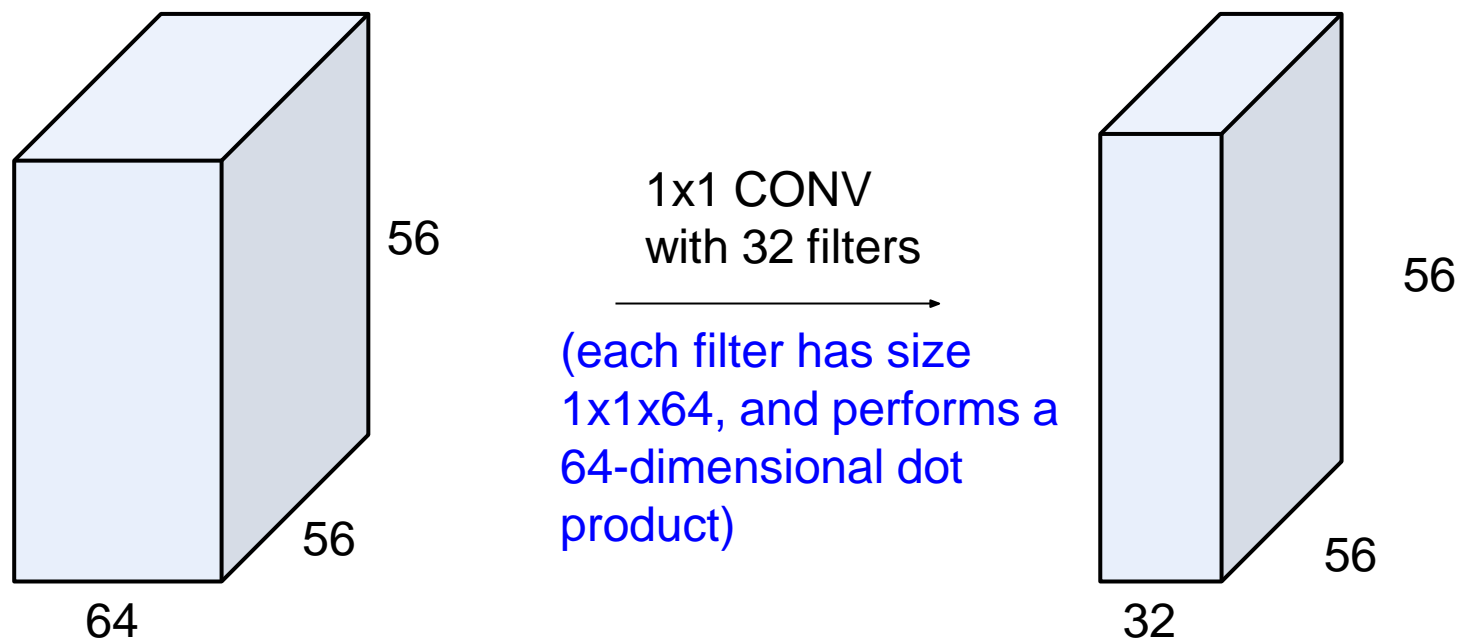 56
56
64
1x1 CONV
with 32 filters
(each filter has size
1x1x64, and performs a
64-dimensional dot
product)
56
56
32